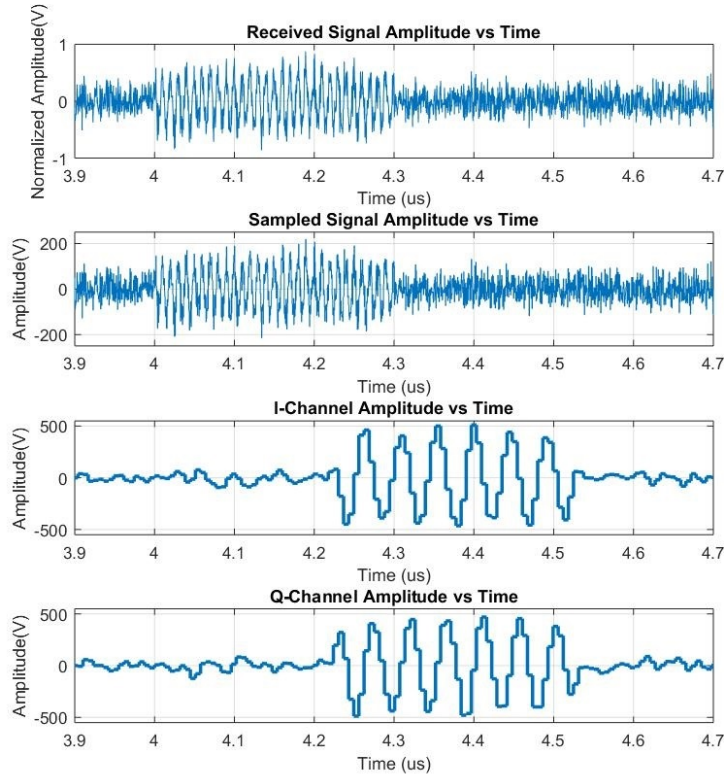 Received Signal Amplitude vs Time
Normalized Amplitude(V)
1
0
-1
3.9 4 4.1 4.2 4.3 4.4 4.5 4.6 4.7
Time (us)
Sampled Signal Amplitude vs Time
Amplitude(V)
200
0
-200
3.9 4 4.1 4.2 4.3 4.4 4.5 4.6 4.7
Time (us)
I-Channel Amplitude vs Time
Amplitude(V)
500
0
-500
3.9 4 4.1 4.2 4.3 4.4 4.5 4.6 4.7
Time (us)
Q-Channel Amplitude vs Time
Amplitude(V)
500
0
-500
3.9 4 4.1 4.2 4.3 4.4 4.5 4.6 4.7
Time (us)